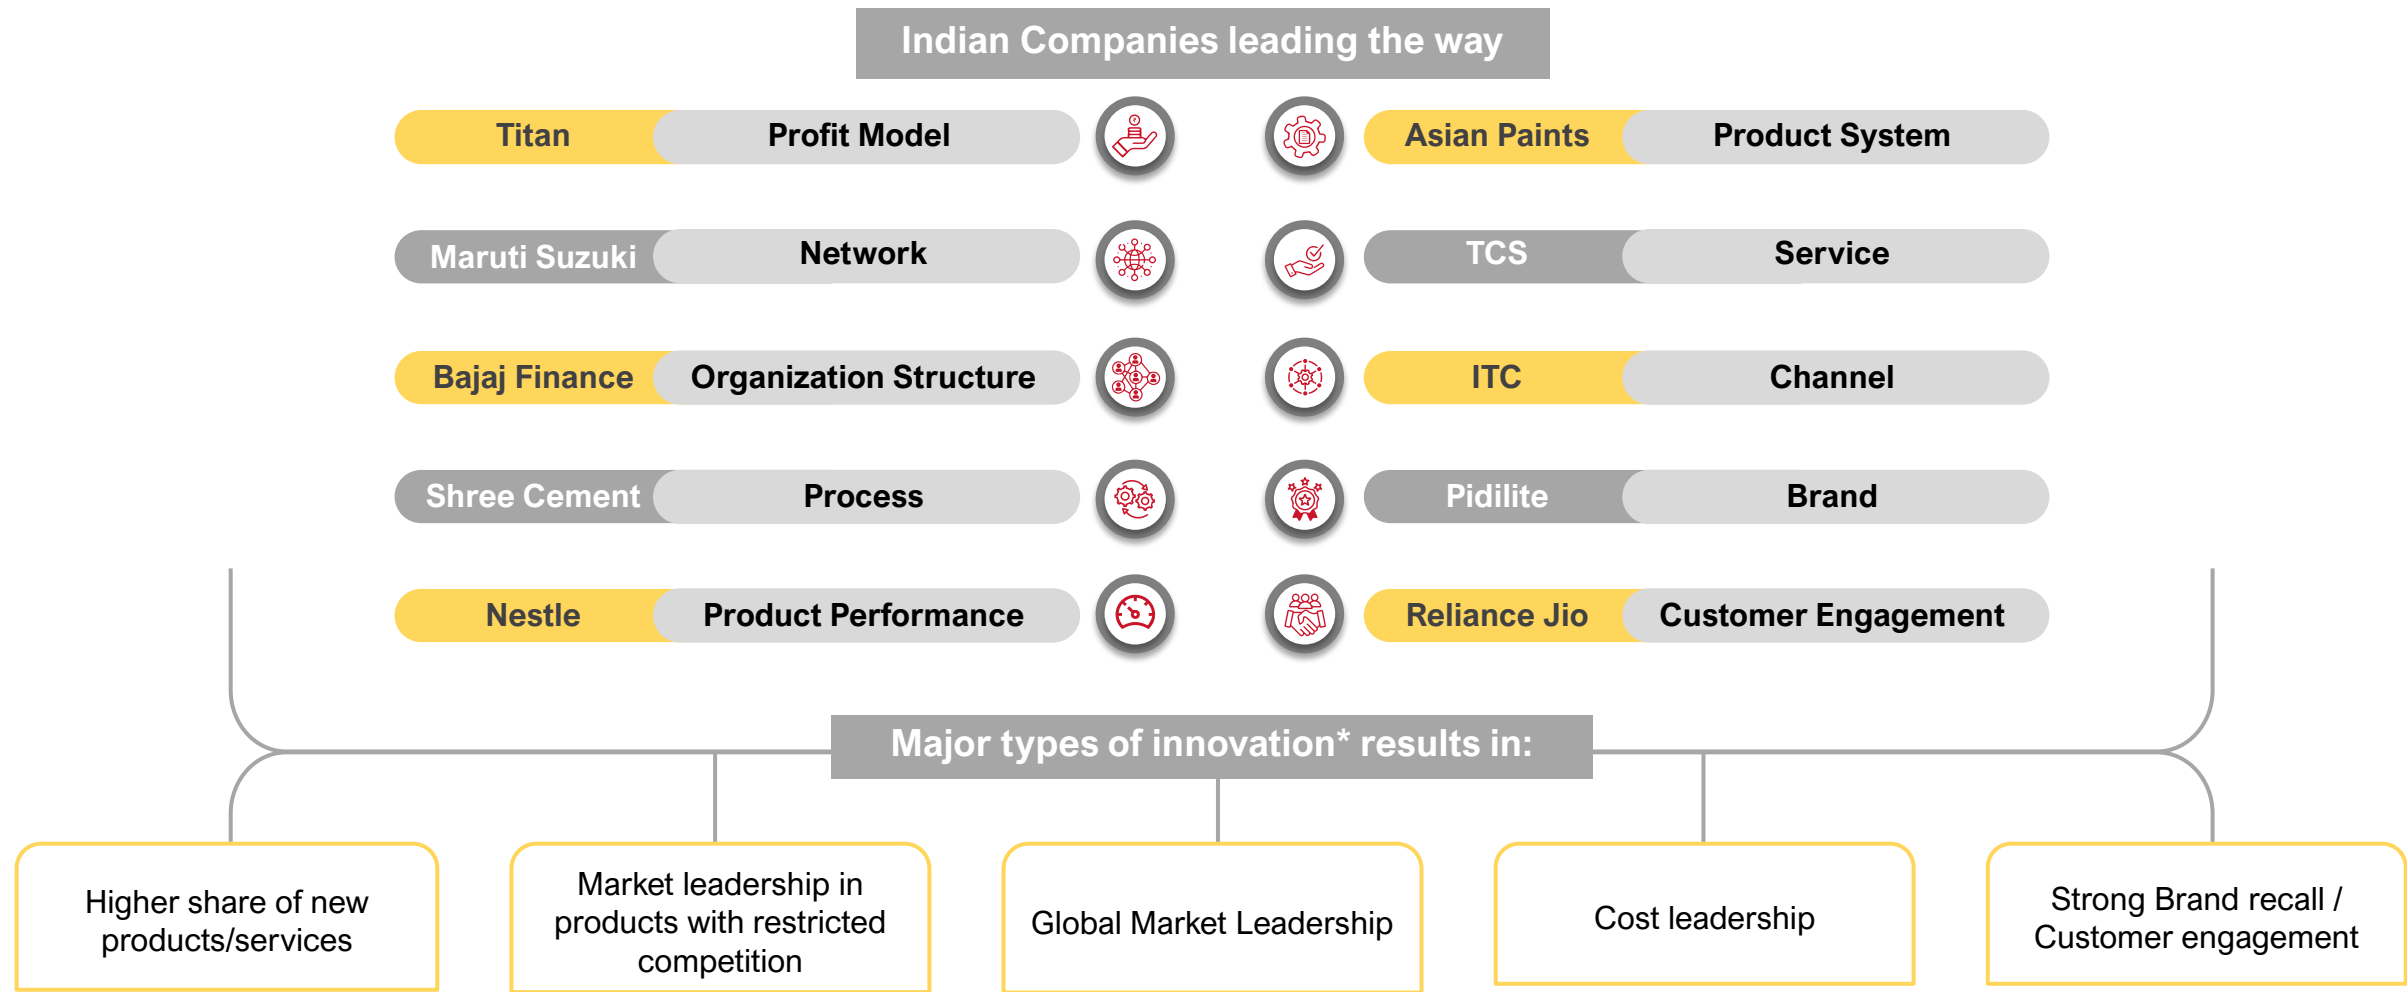 Indian Companies leading the way
Titan Profit Model
Asian Paints Product System
Maruti Suzuki Network
TCS Service
Bajaj Finance Organization Structure
ITC Channel
Shree Cement Process
Pidilite Brand
Nestle Product Performance
Reliance Jio Customer Engagement
Major types of innovation* results in:
Higher share of new
products/services
Market leadership in
products with restricted
competition
Global Market Leadership
Cost leadership
Strong Brand recall /
Customer engagement